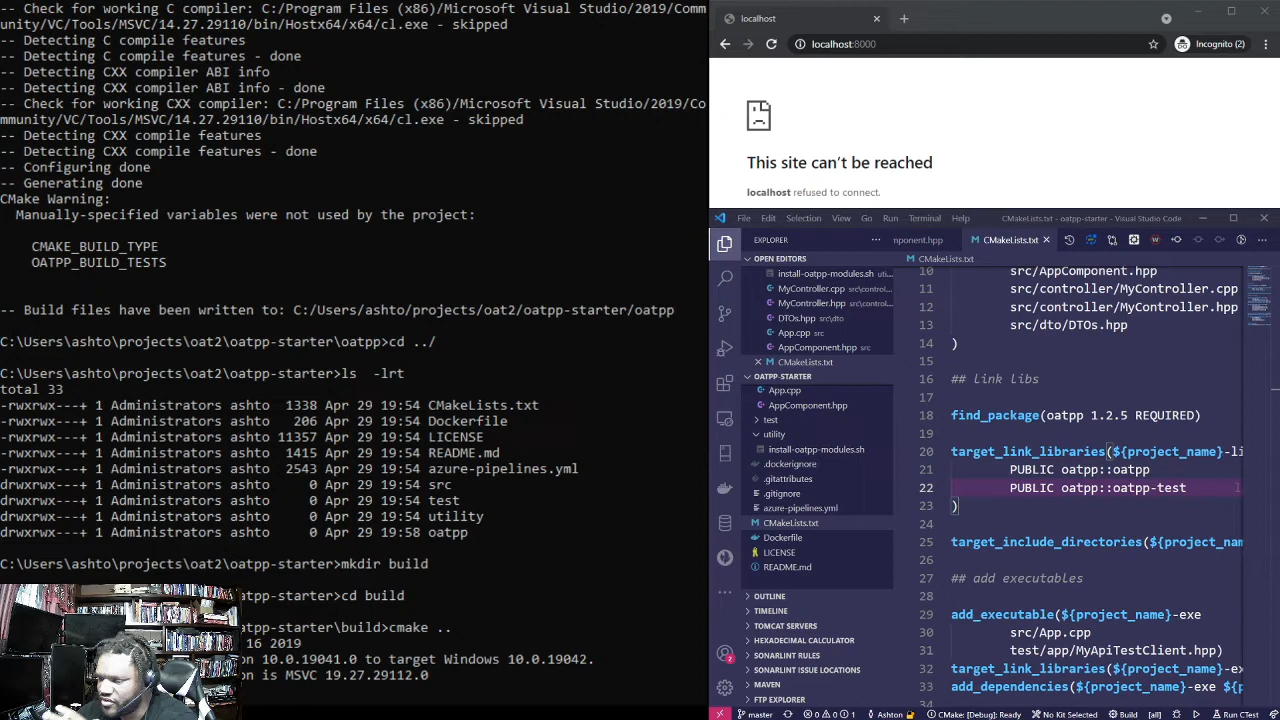 -- Check for working C compiler: C:/Program Files (x86)/Microsoft Visual Studio/2019/Comm
unity/VC/Tools/MSVC/14.27.29110/bin/Hostx64/x64/cl.exe - skipped
-- Detecting C compile features
-- Detecting C compile features - done
-- Detecting CXX compiler ABI info
-- Detecting CXX compiler ABI info - done
-- Check for working CXX compiler: C:/Program Files (x86)/Microsoft Visual Studio/2019/Co
mmunity/VC/Tools/MSVC/14.27.29110/bin/Hostx64/x64/cl.exe - skipped
-- Detecting CXX compile features
-- Detecting CXX compile features - done
-- Configuring done
-- Generating done
CMake Warning:
Manually-specified variables were not used by the project:
CMAKE_BUILD_TYPE
OATPP_BUILD_TESTS
-- Build files have been written to: C:/Users/ashto/projects/oat2/oatpp-starter/oatpp
C:\Users\ashto\projects\oat2\oatpp-starter\oatpp>cd ../
C:\Users\ashto\projects\oat2\oatpp-starter>ls -lrt
total 33
-rwxrwx---+ 1 Administrators ashto 1338 Apr 29 19:54 CMakeLists.txt
-rwxrwx---+ 1 Administrators ashto 206 Apr 29 19:54 Dockerfile
-rwxrwx---+ 1 Administrators ashto 11357 Apr 29 19:54 LICENSE
-rwxrwx---+ 1 Administrators ashto 1415 Apr 29 19:54 README.md
-rwxrwx---+ 1 Administrators ashto 2543 Apr 29 19:54 azure-pipelines.yml
drwxrwx---+ 1 Administrators ashto 0 Apr 29 19:54 src
drwxrwx---+ 1 Administrators ashto 0 Apr 29 19:54 test
drwxrwx---+ 1 Administrators ashto 0 Apr 29 19:54 utility
drwxrwx---+ 1 Administrators ashto 0 Apr 29 19:58 oatpp
C:\Users\ashto\projects\oat2\oatpp-starter>mkdir build
atpp-starter>cd build
atpp-starter\build>cmake ..
16 2019
on 10.0.19041.0 to target Windows 10.0.19042.
on is MSVC 19.27.29112.0
localhost
localhost:8000
Incognito (2)
This site can't be reached
localhost refused to connect.
File Edit Selection View Go Run Terminal Help
CMakeLists.txt - oatpp-starter - Visual Studio Code
EXPLORER
OPEN EDITORS
install-oatpp-modules.sh uti...
MyController.cpp src\control...
MyController.hpp src\control...
DTOs.hpp src\dto
App.cpp src
AppComponent.hpp src
CMakeLists.txt
OATPP-STARTER
App.cpp
AppComponent.hpp
test
utility
install-oatpp-modules.sh
.dockerignore
.gitattributes
.gitignore
azure-pipelines.yml
CMakeLists.txt
Dockerfile
LICENSE
README.md
OUTLINE
TIMELINE
TOMCAT SERVERS
HEXADECIMAL CALCULATOR
SONARLINT RULES
SONARLINT ISSUE LOCATIONS
MAVEN
FTP EXPLORER
nponent.hpp
CMakeLists.txt
CMakeLists.txt
10 src/AppComponent.hpp
11 src/controller/MyController.cpp
12 src/controller/MyController.hpp
13 src/dto/DTOs.hpp
14 )
15
16 ## link libs
17
18 find_package(oatpp 1.2.5 REQUIRED)
19
20 target_link_libraries(${project_name}-li
21 PUBLIC oatpp::oatpp
22 PUBLIC oatpp::oatpp-test
23 )
24
25 target_include_directories(${project_nam
26
27 ## add executables
28
29 add_executable(${project_name}-exe
30 src/App.cpp
31 test/app/MyApiTestClient.hpp)
32 target_link_libraries(${project_name}-ex
33 add_dependencies(${project_name}-exe ${p
34
master 0 0 1 Ashton CMake: [Debug]: Ready No Kit Selected Build [all] Run CTest